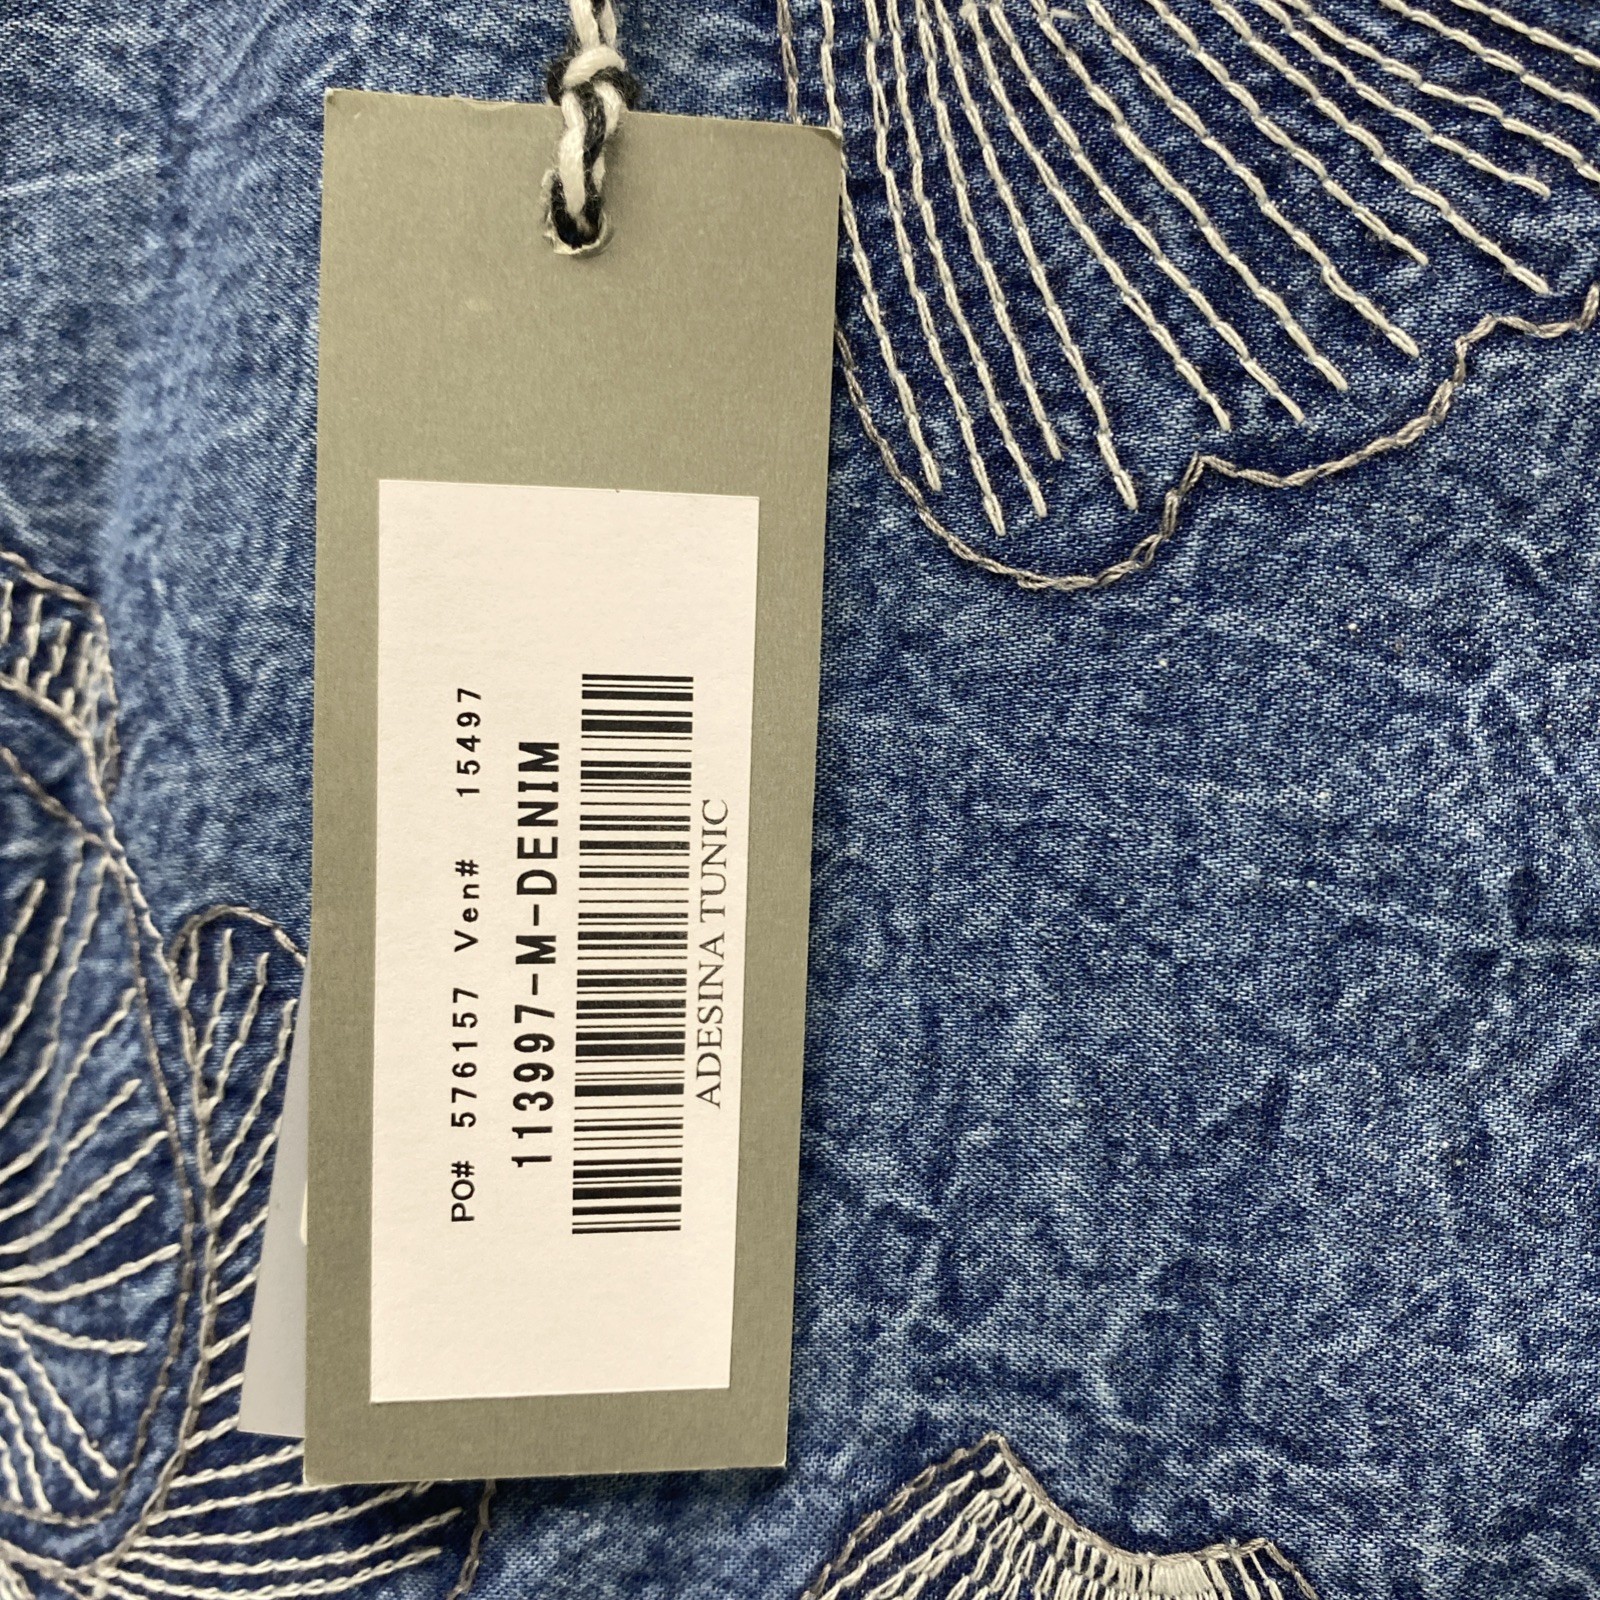 PO# 576157 Ven# 15497
113997-M-DENIM
ADESINA TUNIC